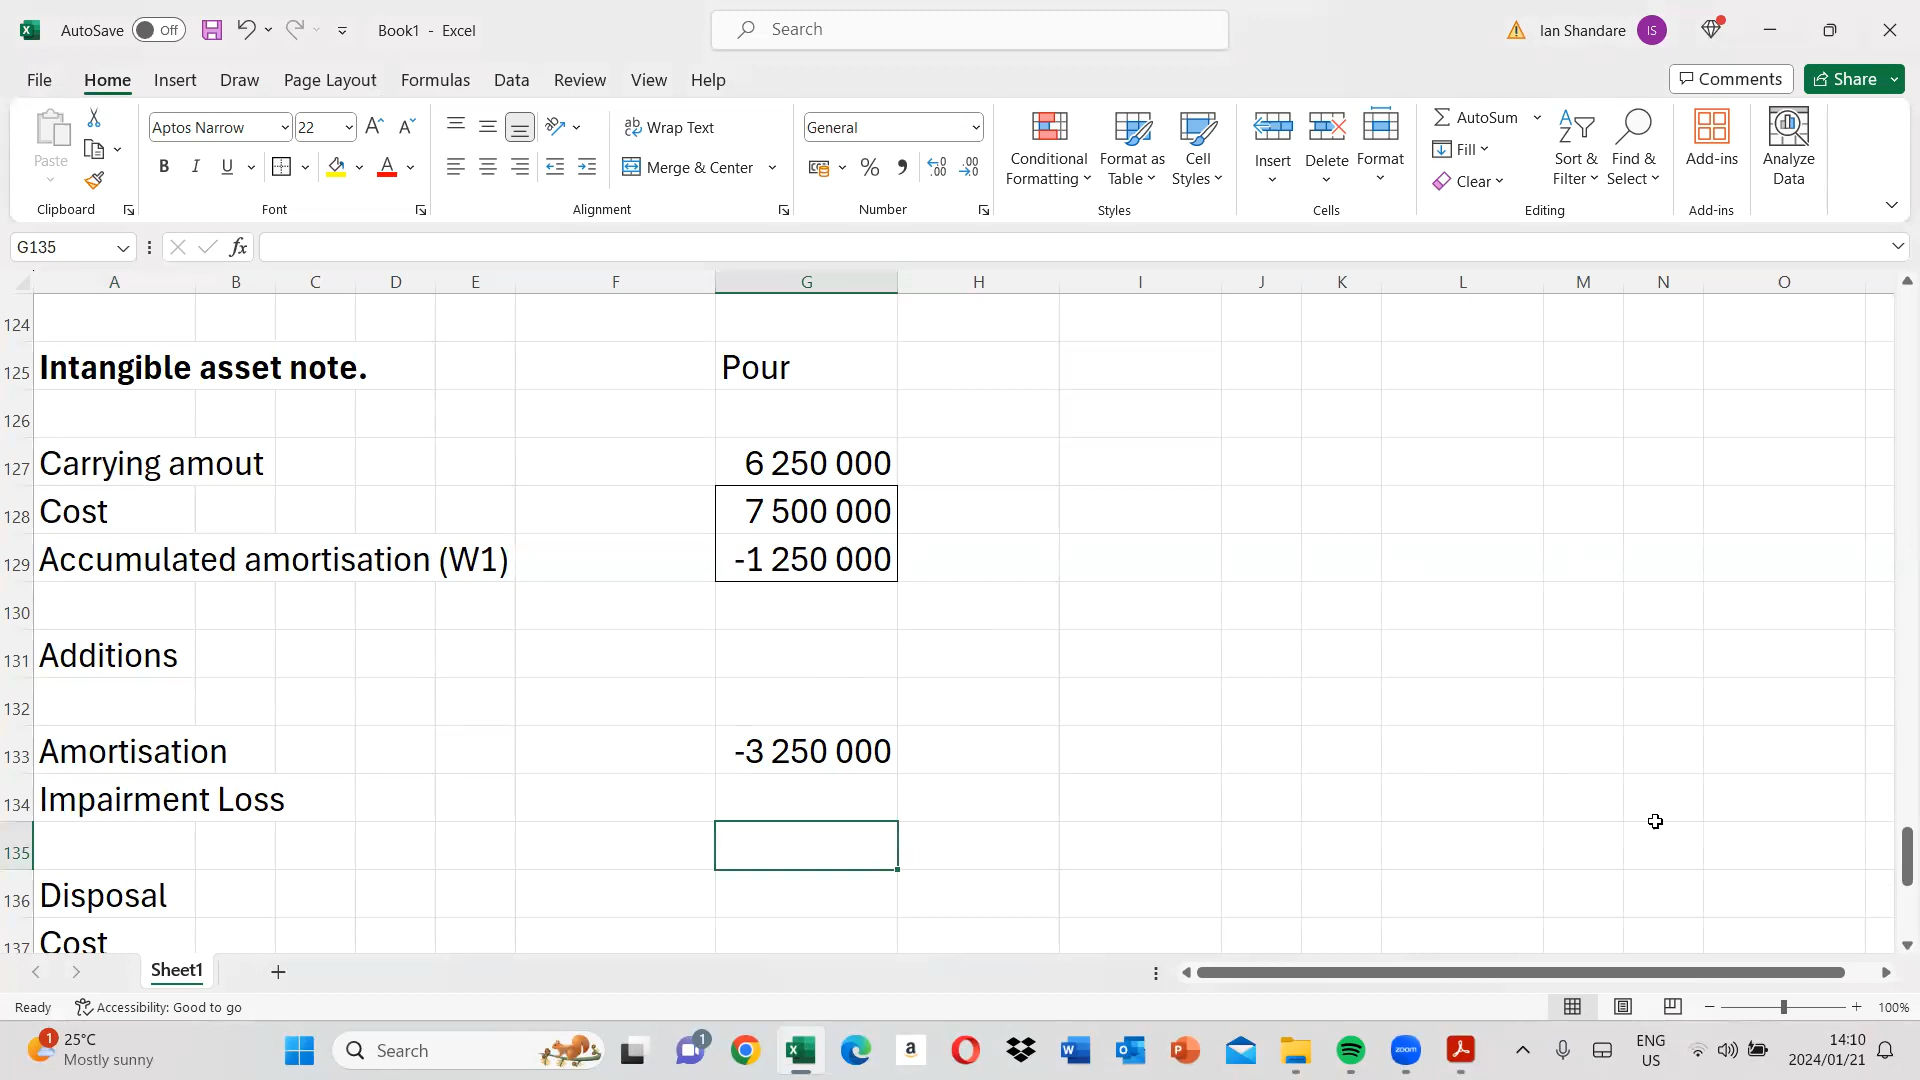 AutoSave Off Book1 - Excel Search Ian Shandare IS
File Home Insert Draw Page Layout Formulas Data Review View Help Comments Share
Paste
Clipboard
Aptos Narrow 22
B I U A
Font
Wrap Text
Merge & Center
Alignment
General
% 9
Number
Conditional Formatting
Format as Table
Cell Styles
Styles
Insert Delete Format
Cells
AutoSum
Fill
Clear
Sort & Filter
Find & Select
Editing
Add-ins
Add-ins
Analyze Data
G135 fx
A B C D E F G H I J K L M N O
124
125 Intangible asset note. Pour
126
127 Carrying amout 6 250 000
128 Cost 7 500 000
129 Accumulated amortisation (W1) -1 250 000
130
131 Additions
132
133 Amortisation -3 250 000
134 Impairment Loss
135
136 Disposal
137 Cost
Sheet1
Ready Accessibility: Good to go 100%
1 25°C
Mostly sunny
Search
1
zoom
ENG
US
14:10
2024/01/21